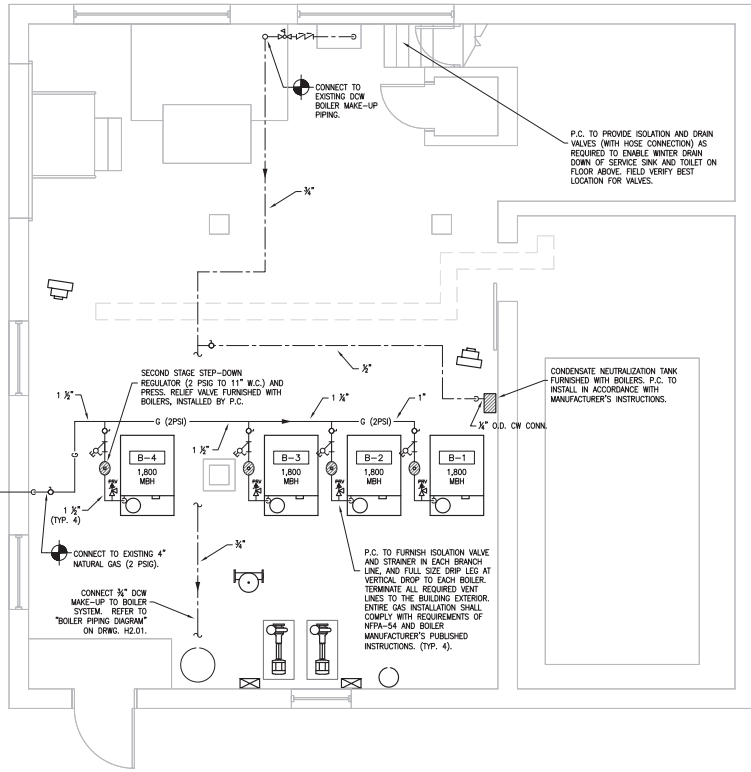 CONNECT TO
EXISTING DCW
BOILER MAKE-UP
PIPING.
P.C. TO PROVIDE ISOLATION AND DRAIN
VALVES (WITH HOSE CONNECTION) AS
REQUIRED TO ENABLE WINTER DRAIN
DOWN OF SERVICE SINK AND TOILET ON
FLOOR ABOVE. FIELD VERIFY BEST
LOCATION FOR VALVES.
¾"
½"
SECOND STAGE STEP-DOWN
REGULATOR (2 PSIG TO 11" W.C.) AND
PRESS. RELIEF VALVE FURNISHED WITH
BOILERS, INSTALLED BY P.C.
CONDENSATE NEUTRALIZATION TANK
FURNISHED WITH BOILERS. P.C. TO
INSTALL IN ACCORDANCE WITH
MANUFACTURER'S INSTRUCTIONS.
¼" O.D. CW CONN.
1 ½"
1 ¼"
1"
G (2PSI)
G (2PSI)
1 ½"
G
B-4
1,800
MBH
B-3
1,800
MBH
B-2
1,800
MBH
B-1
1,800
MBH
PRV
PRV
PRV
PRV
1 ½"
(TYP. 4)
CONNECT TO EXISTING 4"
NATURAL GAS (2 PSIG).
¾"
CONNECT ¾" DCW
MAKE-UP TO BOILER
SYSTEM. REFER TO
"BOILER PIPING DIAGRAM"
ON DRWG. H2.01.
P.C. TO FURNISH ISOLATION VALVE
AND STRAINER IN EACH BRANCH
LINE, AND FULL SIZE DRIP LEG AT
VERTICAL DROP TO EACH BOILER.
TERMINATE ALL REQUIRED VENT
LINES TO THE BUILDING EXTERIOR.
ENTIRE GAS INSTALLATION SHALL
COMPLY WITH REQUIREMENTS OF
NFPA-54 AND BOILER
MANUFACTURER'S PUBLISHED
INSTRUCTIONS. (TYP. 4).